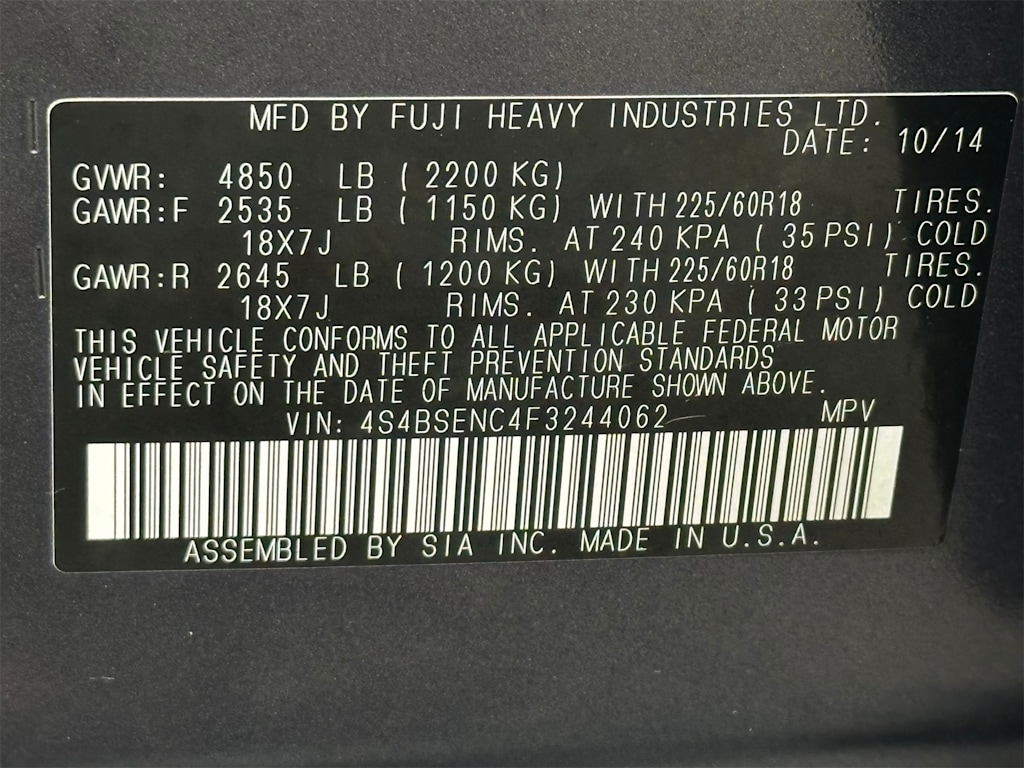 MFD BY FUJI HEAVY INDUSTRIES LTD.
DATE: 10/14
GVWR: 4850 LB ( 2200 KG)
GAWR:F 2535 LB ( 1150 KG) WITH 225/60R18 TIRES.
18X7J RIMS. AT 240 KPA ( 35 PSI) COLD
GAWR:R 2645 LB ( 1200 KG) WITH 225/60R18 TIRES.
18X7J RIMS. AT 230 KPA ( 33 PSI) COLD
THIS VEHICLE CONFORMS TO ALL APPLICABLE FEDERAL MOTOR
VEHICLE SAFETY AND THEFT PREVENTION STANDARDS
IN EFFECT ON THE DATE OF MANUFACTURE SHOWN ABOVE.
VIN: 4S4BSENC4F3244062 MPV
ASSEMBLED BY SIA INC. MADE IN U.S.A.